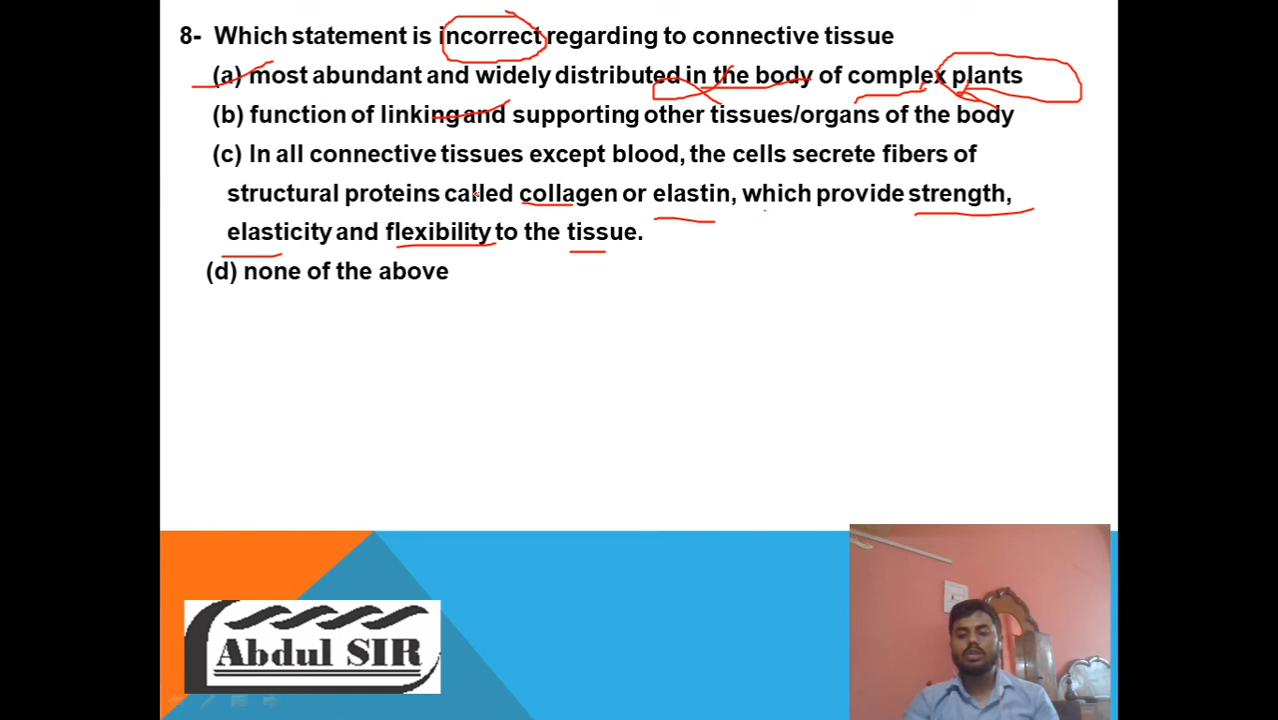 8- Which statement is incorrect regarding to connective tissue
(a) most abundant and widely distributed in the body of complex plants
(b) function of linking and supporting other tissues/organs of the body
(c) In all connective tissues except blood, the cells secrete fibers of
structural proteins called collagen or elastin, which provide strength,
elasticity and flexibility to the tissue.
(d) none of the above
Abdul SIR